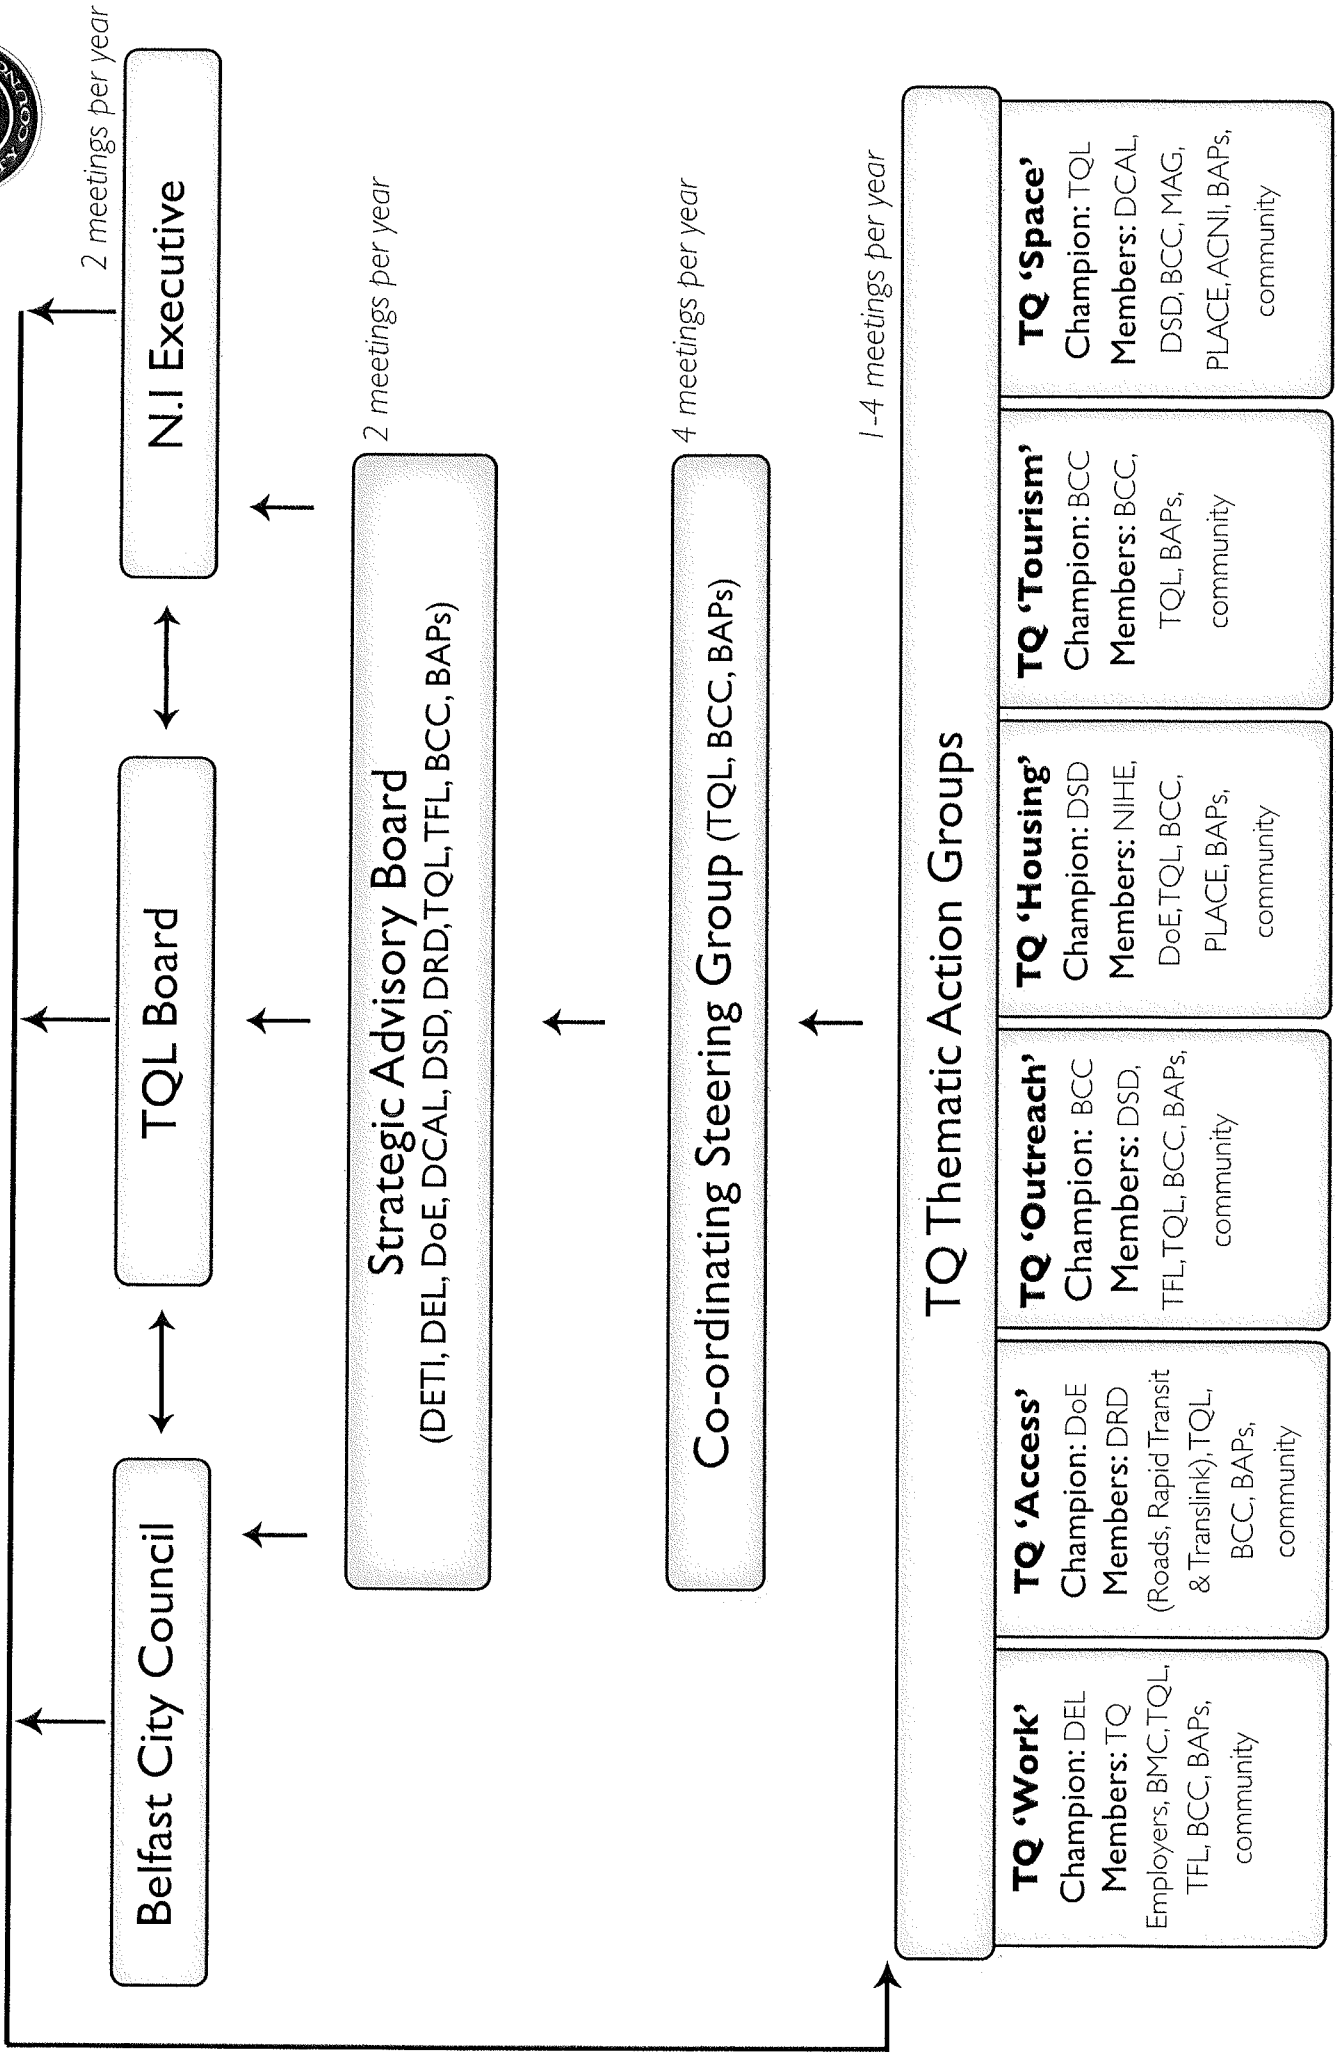 2 meetings per year
Belfast City Council
TQL Board
N.I Executive
2 meetings per year
Strategic Advisory Board
(DETI, DEL, DoE, DCAL, DSD, DRD, TQL, TFL, BCC, BAPs)
4 meetings per year
Co-ordinating Steering Group (TQL, BCC, BAPs)
1-4 meetings per year
TQ Thematic Action Groups
TQ ‘Work’
Champion: DEL
Members: TQ
Employers, BMC, TQL,
TFL, BCC, BAPs,
community
TQ ‘Access’
Champion: DoE
Members: DRD
(Roads, Rapid Transit
& Translink), TQL,
BCC, BAPs,
community
TQ ‘Outreach’
Champion: BCC
Members: DSD,
TFL, TQL, BCC, BAPs,
community
TQ ‘Housing’
Champion: DSD
Members: NIHE,
DoE, TQL, BCC,
PLACE, BAPs,
community
TQ ‘Tourism’
Champion: BCC
Members: BCC,
TQL, BAPs,
community
TQ ‘Space’
Champion: TQL
Members: DCAL,
DSD, BCC, MAG,
PLACE, ACNI, BAPs,
community